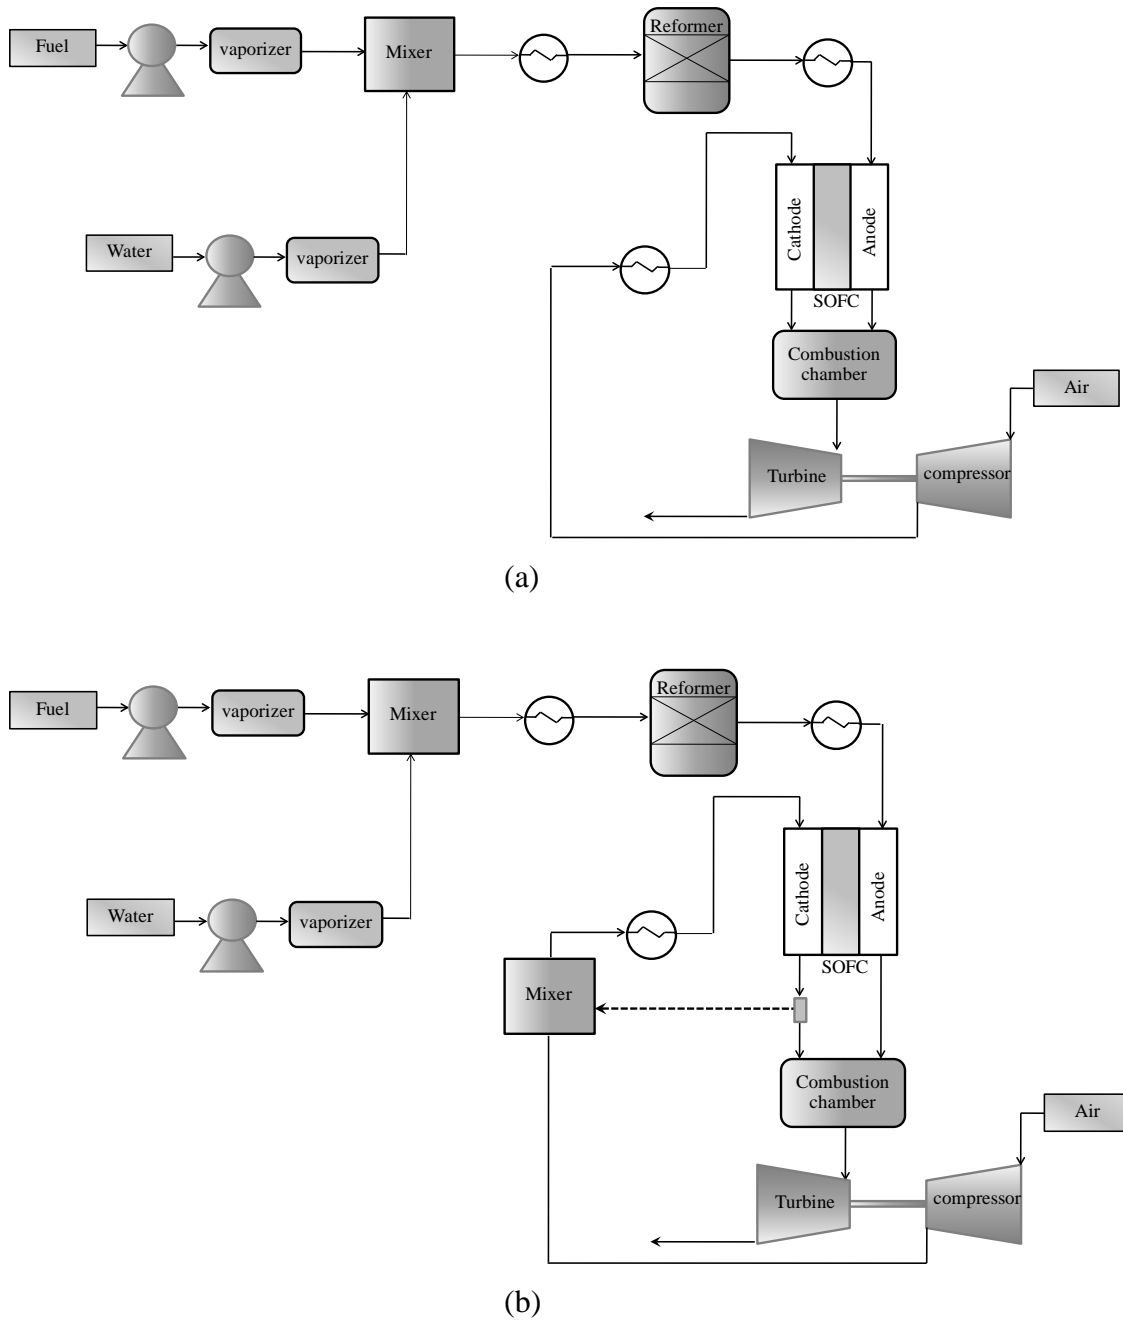 Fuel
vaporizer
Mixer
Reformer
Water
vaporizer
Cathode
Anode
SOFC
Combustion
chamber
Air
Turbine
compressor
(a)
Fuel
vaporizer
Mixer
Reformer
Water
vaporizer
Cathode
Anode
SOFC
Mixer
Combustion
chamber
Air
Turbine
compressor
(b)